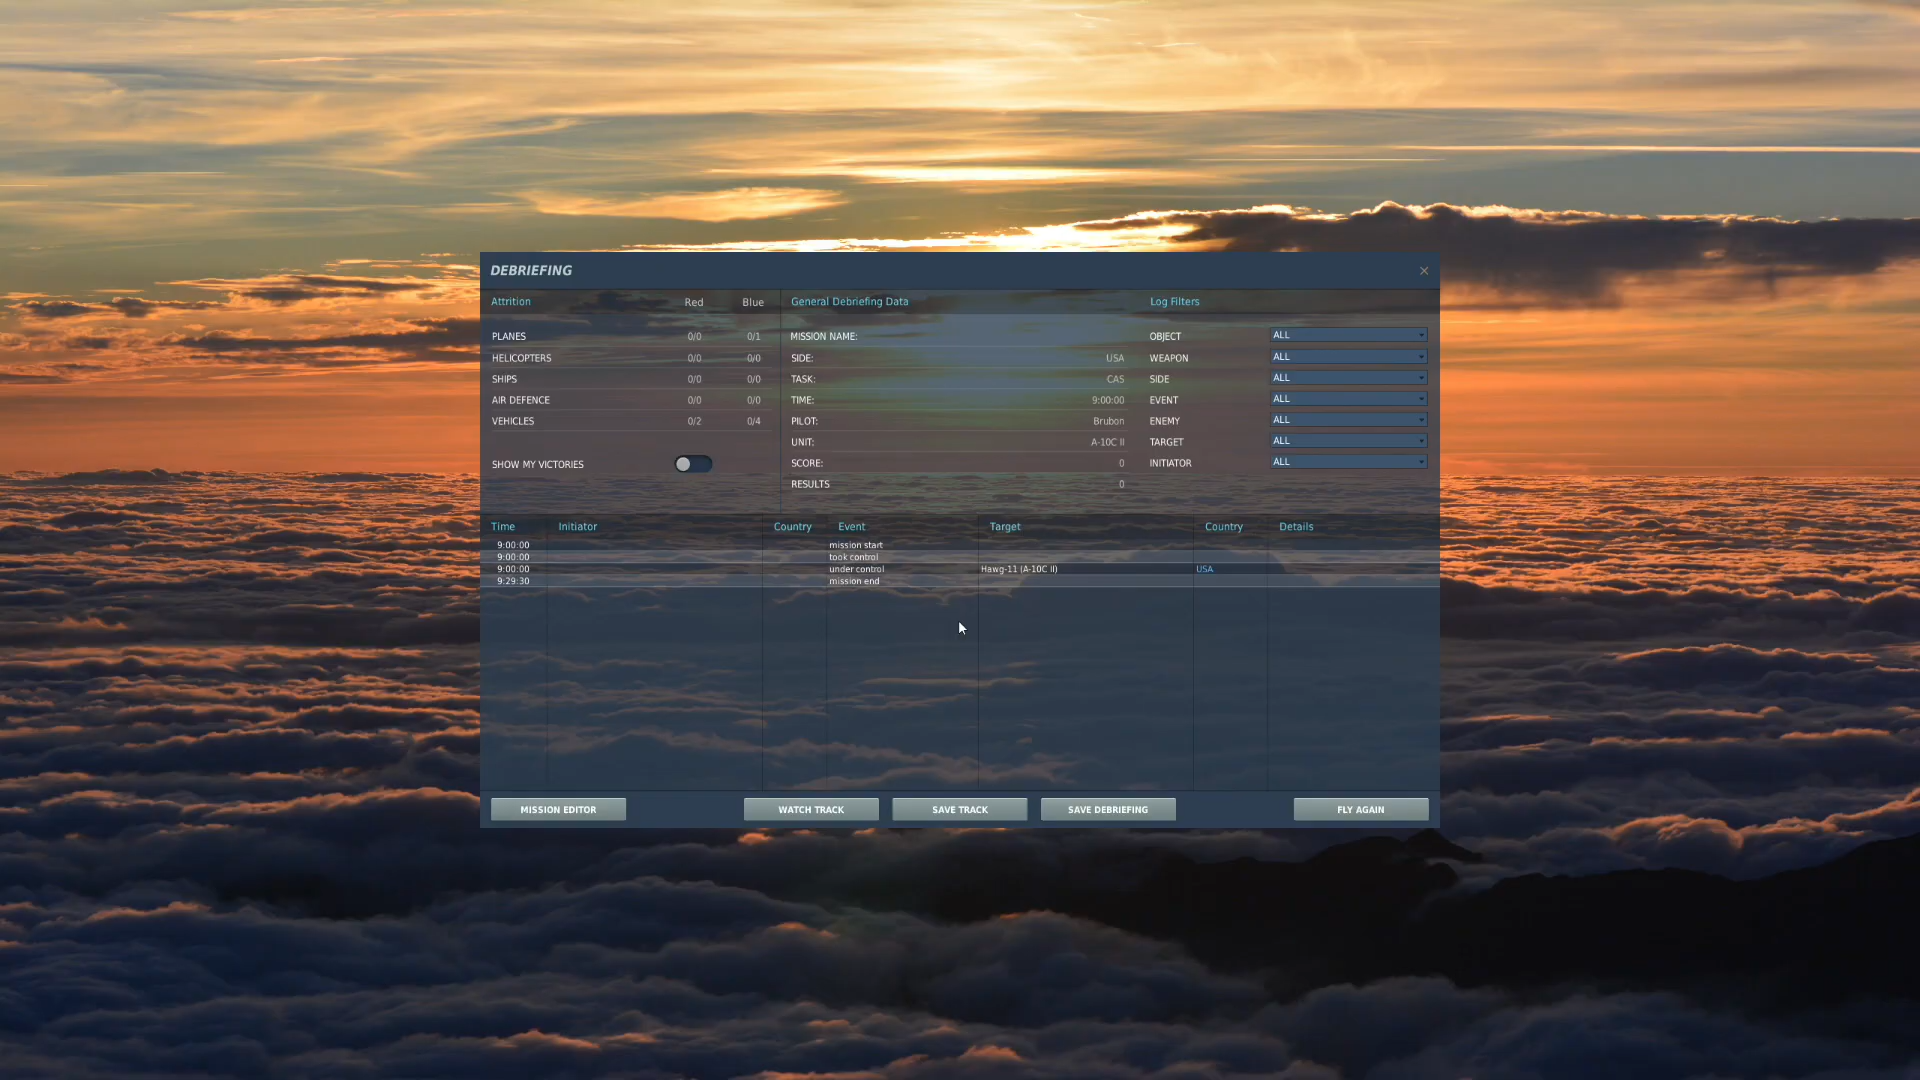 DEBRIEFING
Attrition Red Blue General Debriefing Data Log Filters
PLANES 0/0 0/1 MISSION NAME: OBJECT ALL
HELICOPTERS 0/0 0/0 SIDE: USA WEAPON ALL
SHIPS 0/0 0/0 TASK: CAS SIDE ALL
AIR DEFENCE 0/0 0/0 TIME: 9:00:00 EVENT ALL
VEHICLES 0/2 0/4 PILOT: Brubon ENEMY ALL
UNIT: A-10C II TARGET ALL
SHOW MY VICTORIES SCORE: 0 INITIATOR ALL
RESULTS 0
Time Initiator Country Event Target Country Details
9:00:00 mission start
9:00:00 took control
9:00:00 under control Hawg-11 (A-10C II) USA
9:29:30 mission end
MISSION EDITOR WATCH TRACK SAVE TRACK SAVE DEBRIEFING FLY AGAIN